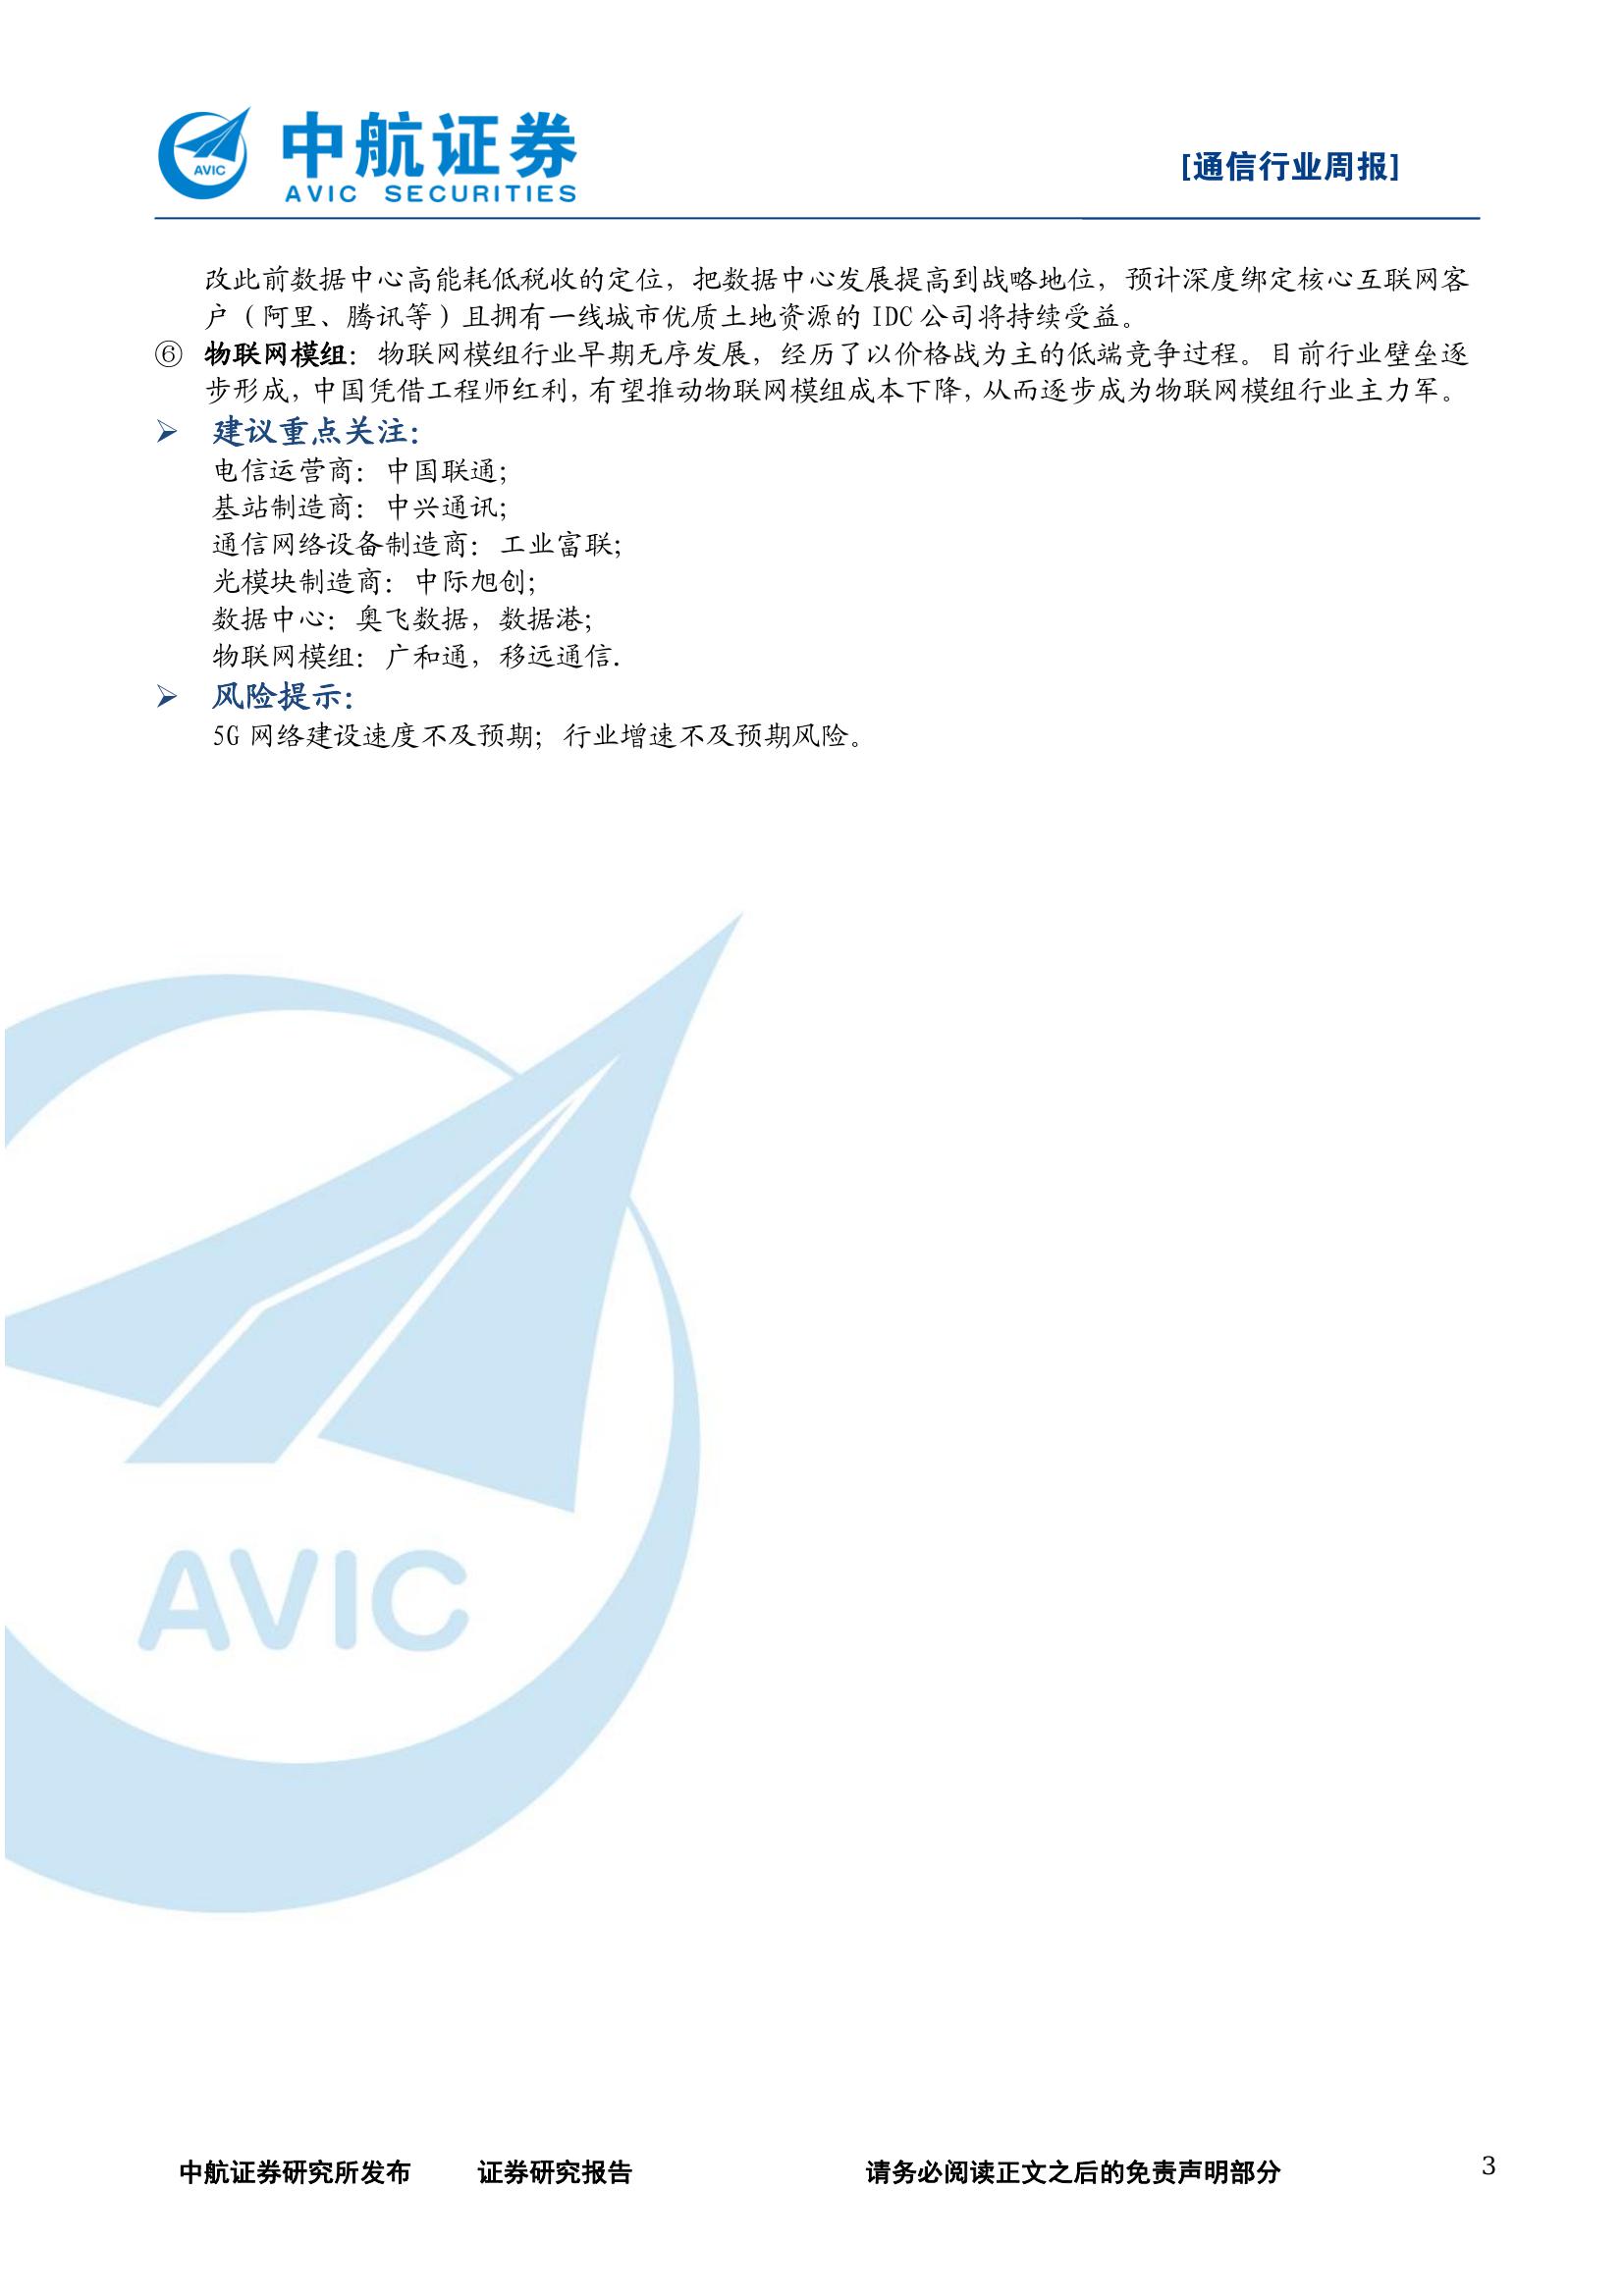 AVIC
中航证券
AVIC SECURITIES
[通信行业周报]
改此前数据中心高能耗低税收的定位，把数据中心发展提高到战略地位，预计深度绑定核心互联网客
户（阿里、腾讯等）且拥有一线城市优质土地资源的 IDC 公司将持续受益。
⑥ 物联网模组：物联网模组行业早期无序发展，经历了以价格战为主的低端竞争过程。目前行业壁垒逐
步形成，中国凭借工程师红利，有望推动物联网模组成本下降，从而逐步成为物联网模组行业主力军。
➢ 建议重点关注：
电信运营商：中国联通；
基站制造商：中兴通讯；
通信网络设备制造商：工业富联；
光模块制造商：中际旭创；
数据中心：奥飞数据，数据港；
物联网模组：广和通，移远通信.
➢ 风险提示：
5G 网络建设速度不及预期；行业增速不及预期风险。
AVIC
中航证券研究所发布 证券研究报告 请务必阅读正文之后的免责声明部分 3